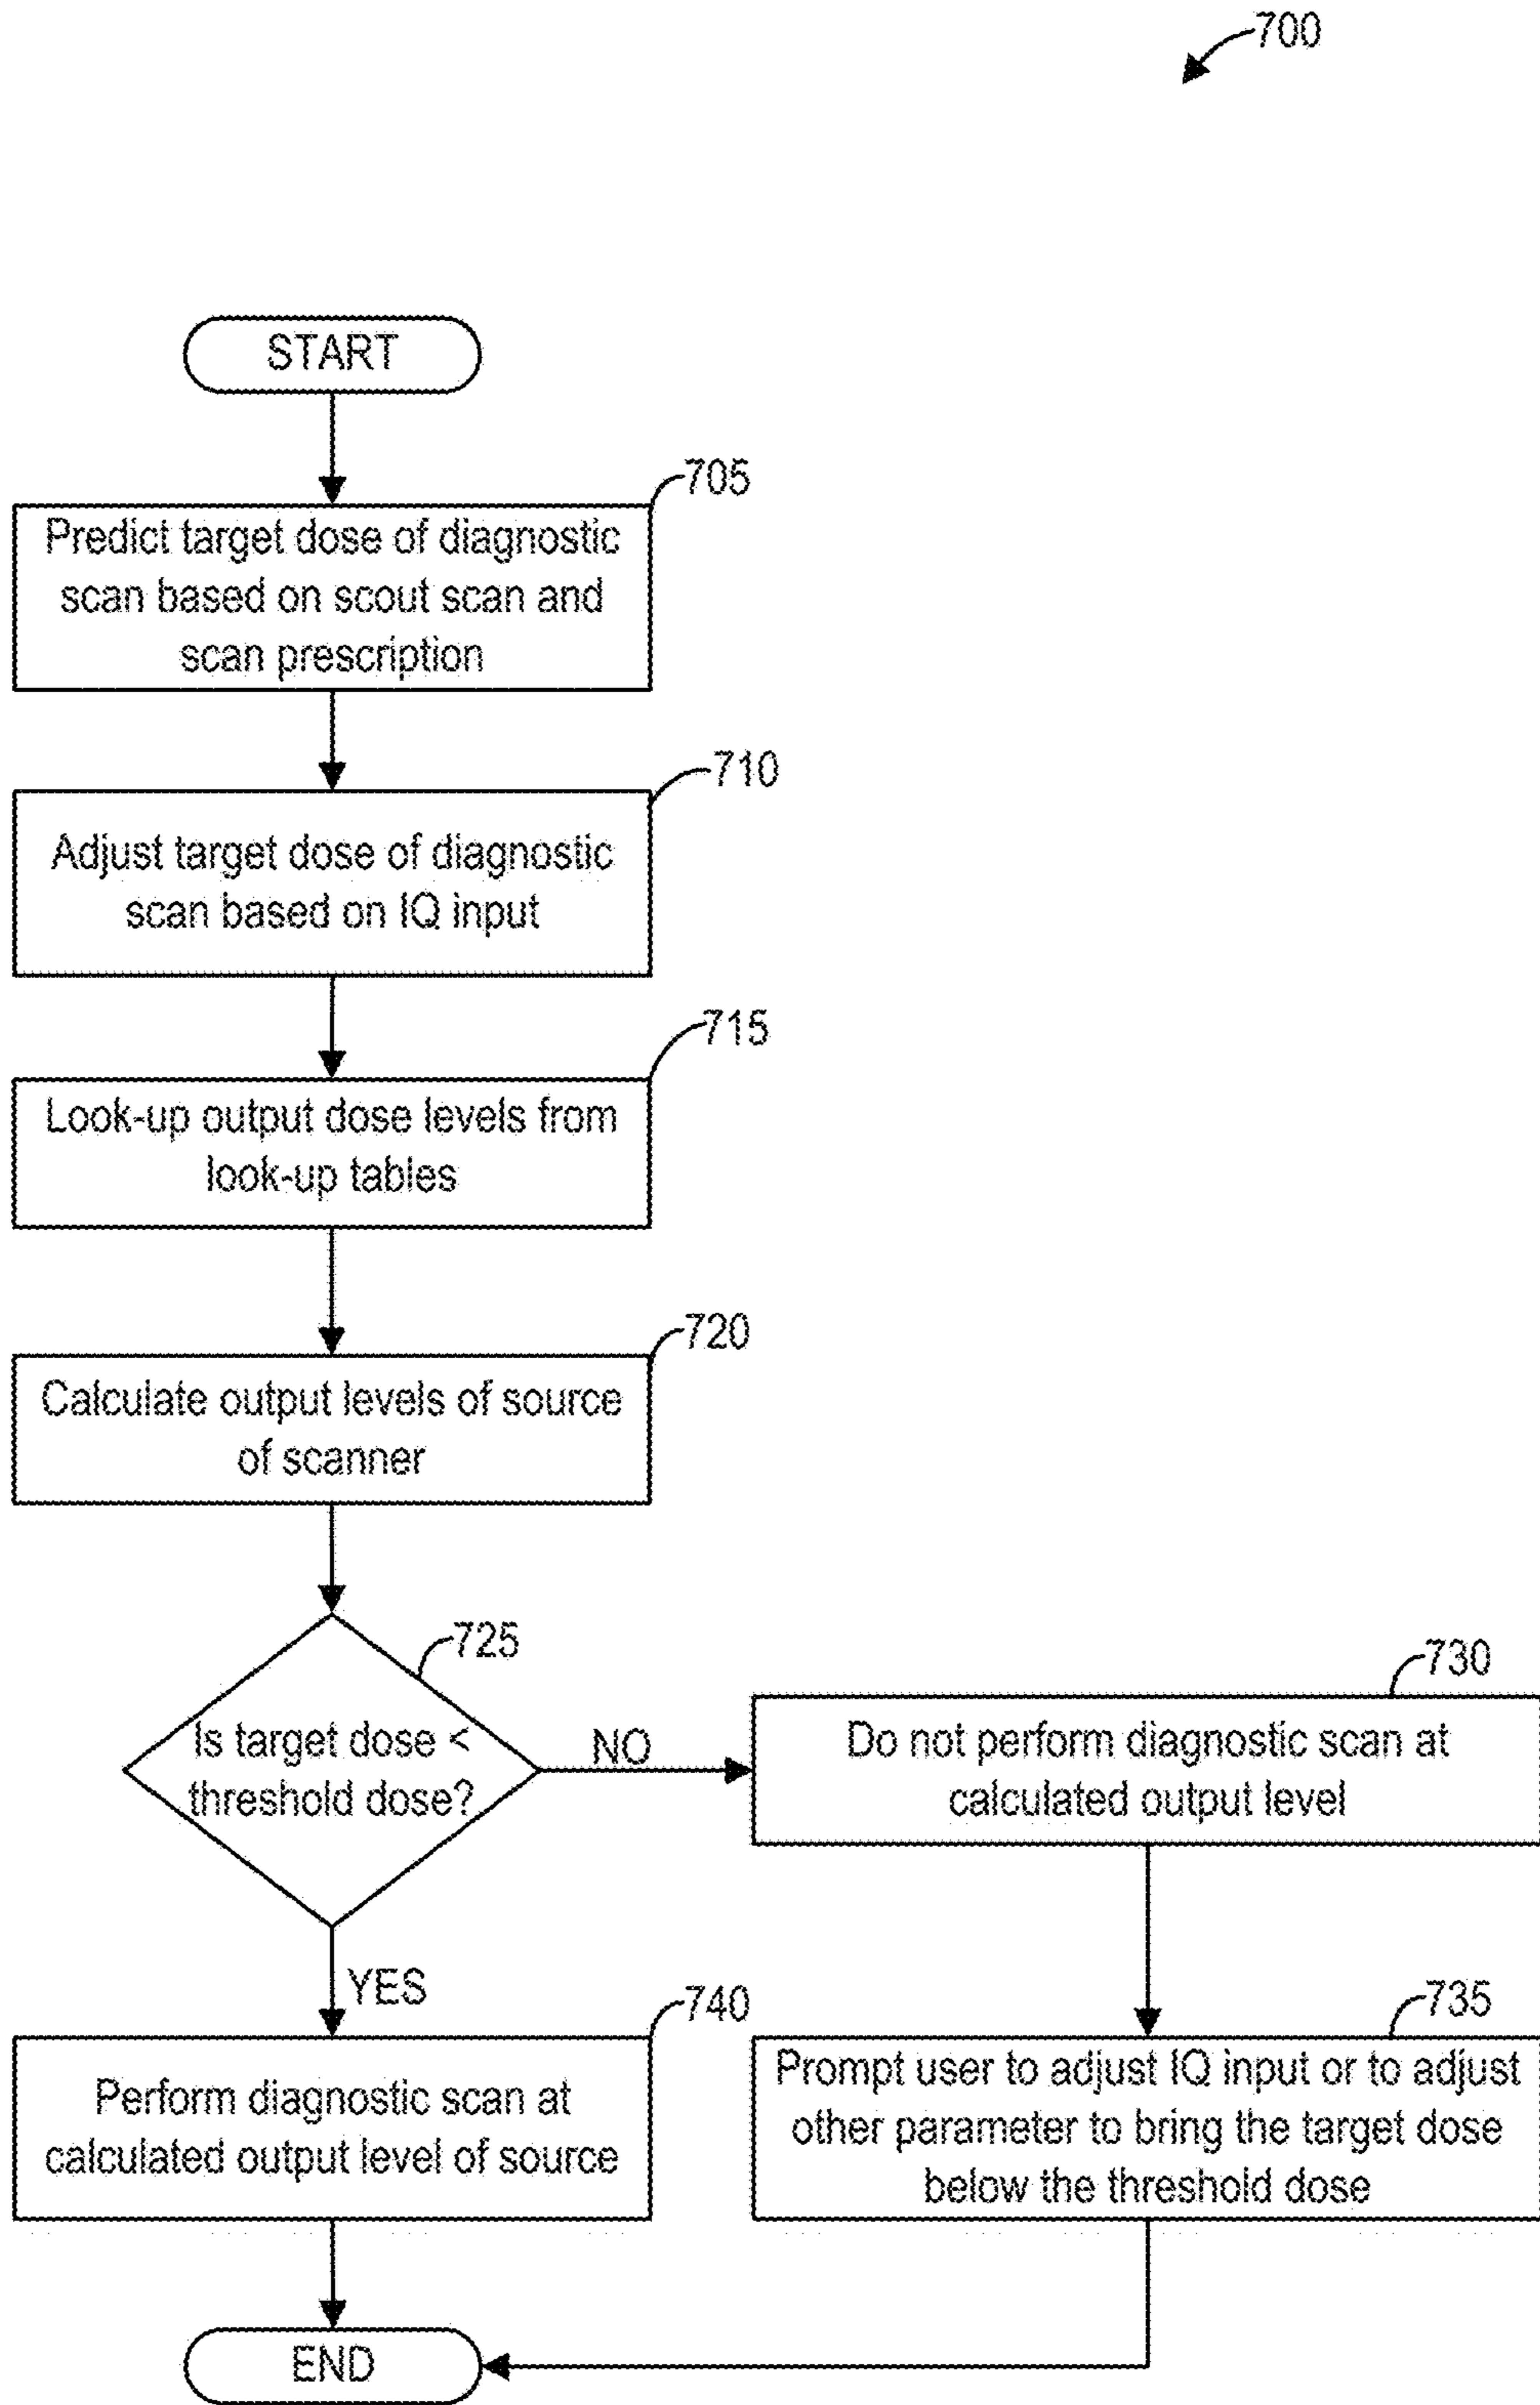 700
START
705
Predict target dose of diagnostic
scan based on scout scan and
scan prescription
710
Adjust target dose of diagnostic
scan based on IQ input
715
Look-up output dose levels from
look-up tables
720
Calculate output levels of source
of scanner
725
Is target dose <
threshold dose?
NO
730
Do not perform diagnostic scan at
calculated output level
YES
740
Perform diagnostic scan at
calculated output level of source
735
Prompt user to adjust IQ input or to adjust
other parameter to bring the target dose
below the threshold dose
END